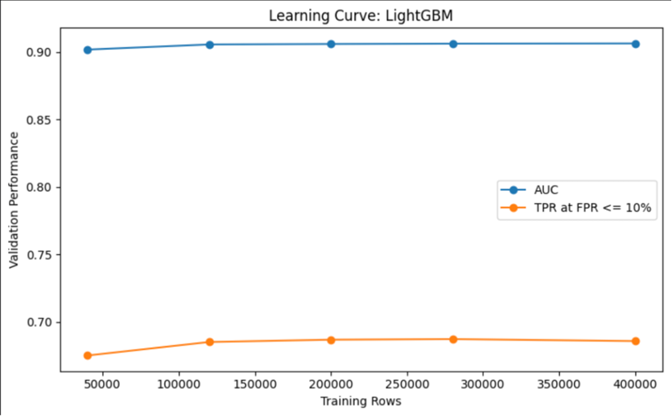 Learning Curve: LightGBM
0.90
0.85
0.80
0.75
0.70
Validation Performance
AUC
TPR at FPR <= 10%
50000 100000 150000 200000 250000 300000 350000 400000
Training Rows